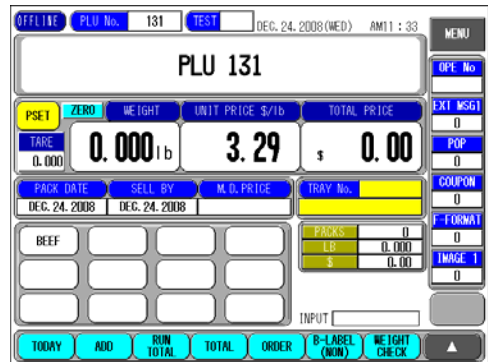 OFFLINE PLU No. 131 TEST DEC. 24. 2008(WED) AM11 : 33 MENU
PLU 131
OPE No
PSET ZERO WEIGHT UNIT PRICE $/lb TOTAL PRICE
EXT MSG1
0
TARE
0.000
0.000 lb 3.29 $ 0.00
POP
0
PACK DATE SELL BY M.D.PRICE TRAY No.
DEC. 24. 2008 DEC. 24. 2008
COUPON
0
F-FORMAT
0
BEEF
PACKS 0
LB 0.000
$ 0.00
IMAGE 1
0
INPUT
TODAY ADD RUN TOTAL TOTAL ORDER B-LABEL (NON) WEIGHT CHECK ▲